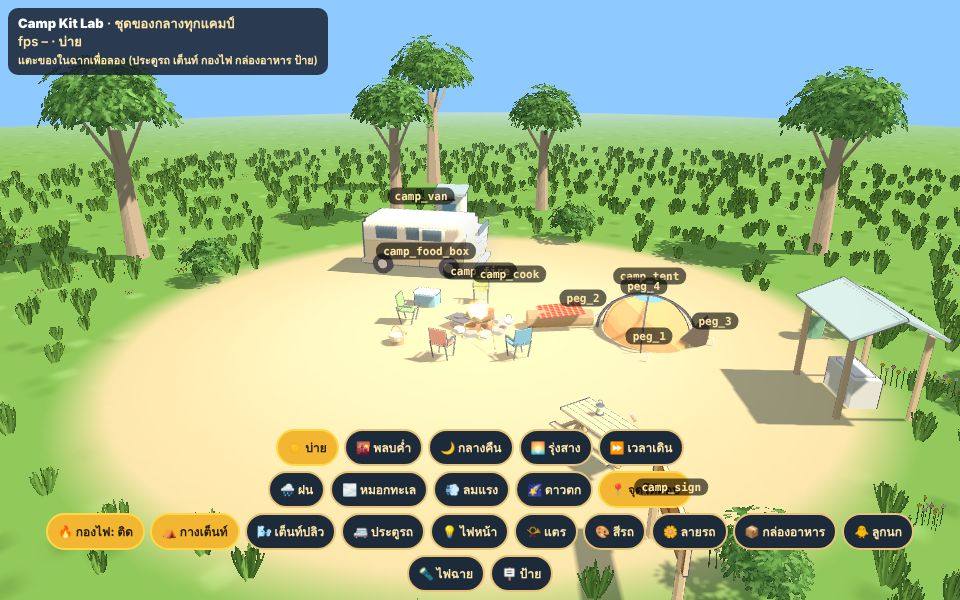 Camp Kit Lab · ชุดของกลางทุกแคมป์
fps – · บ่าย
แตะของในฉากเพื่อลอง (ประตูรถ เต็นท์ กองไฟ กล่องอาหาร ป้าย)
camp_van
camp_food_box
camp_cook
camp_tent
peg_4
peg_2
peg_3
peg_1
บ่าย
พลบค่ำ
กลางคืน
รุ่งสาง
เวลาเดิน
ฝน
หมอกทะเล
ลมแรง
ดาวตก
camp_sign
กองไฟ: ติด
กางเต็นท์
เต็นท์ปลิว
ประตูรถ
ไฟหน้า
แตร
สีรถ
ลายรถ
กล่องอาหาร
ลูกนก
ไฟฉาย
ป้าย